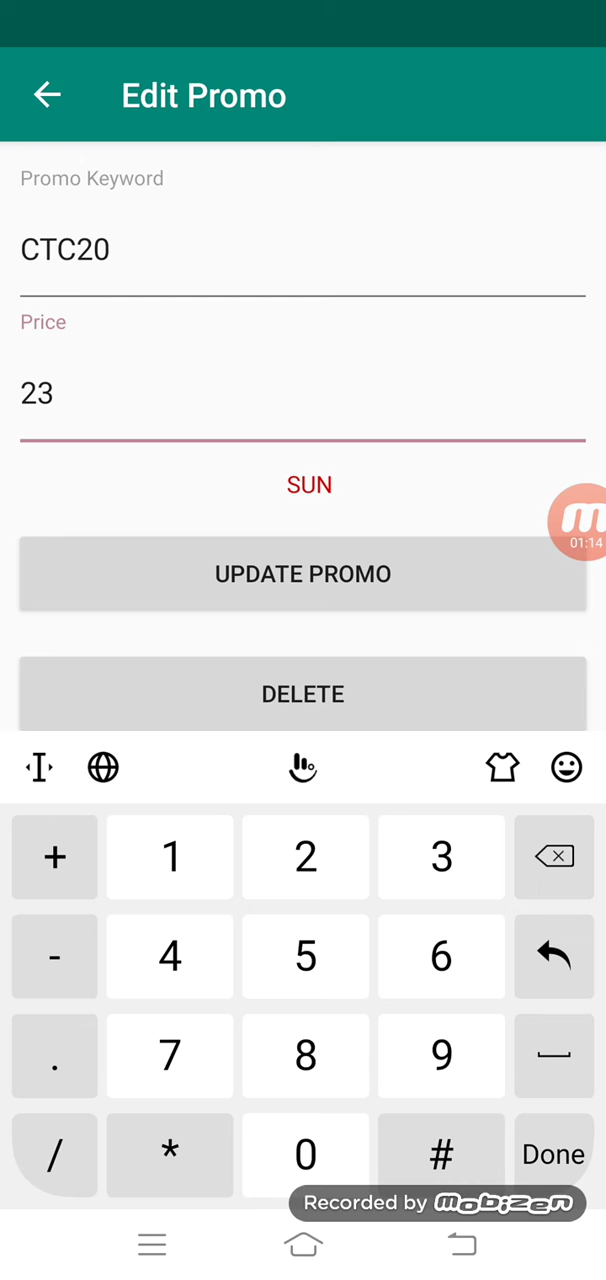 Edit Promo
Promo Keyword
CTC20
Price
23
SUN
01:14
UPDATE PROMO
DELETE
+ 1 2 3
- 4 5 6
. 7 8 9
/ * 0 # Done
Recorded by mobizen